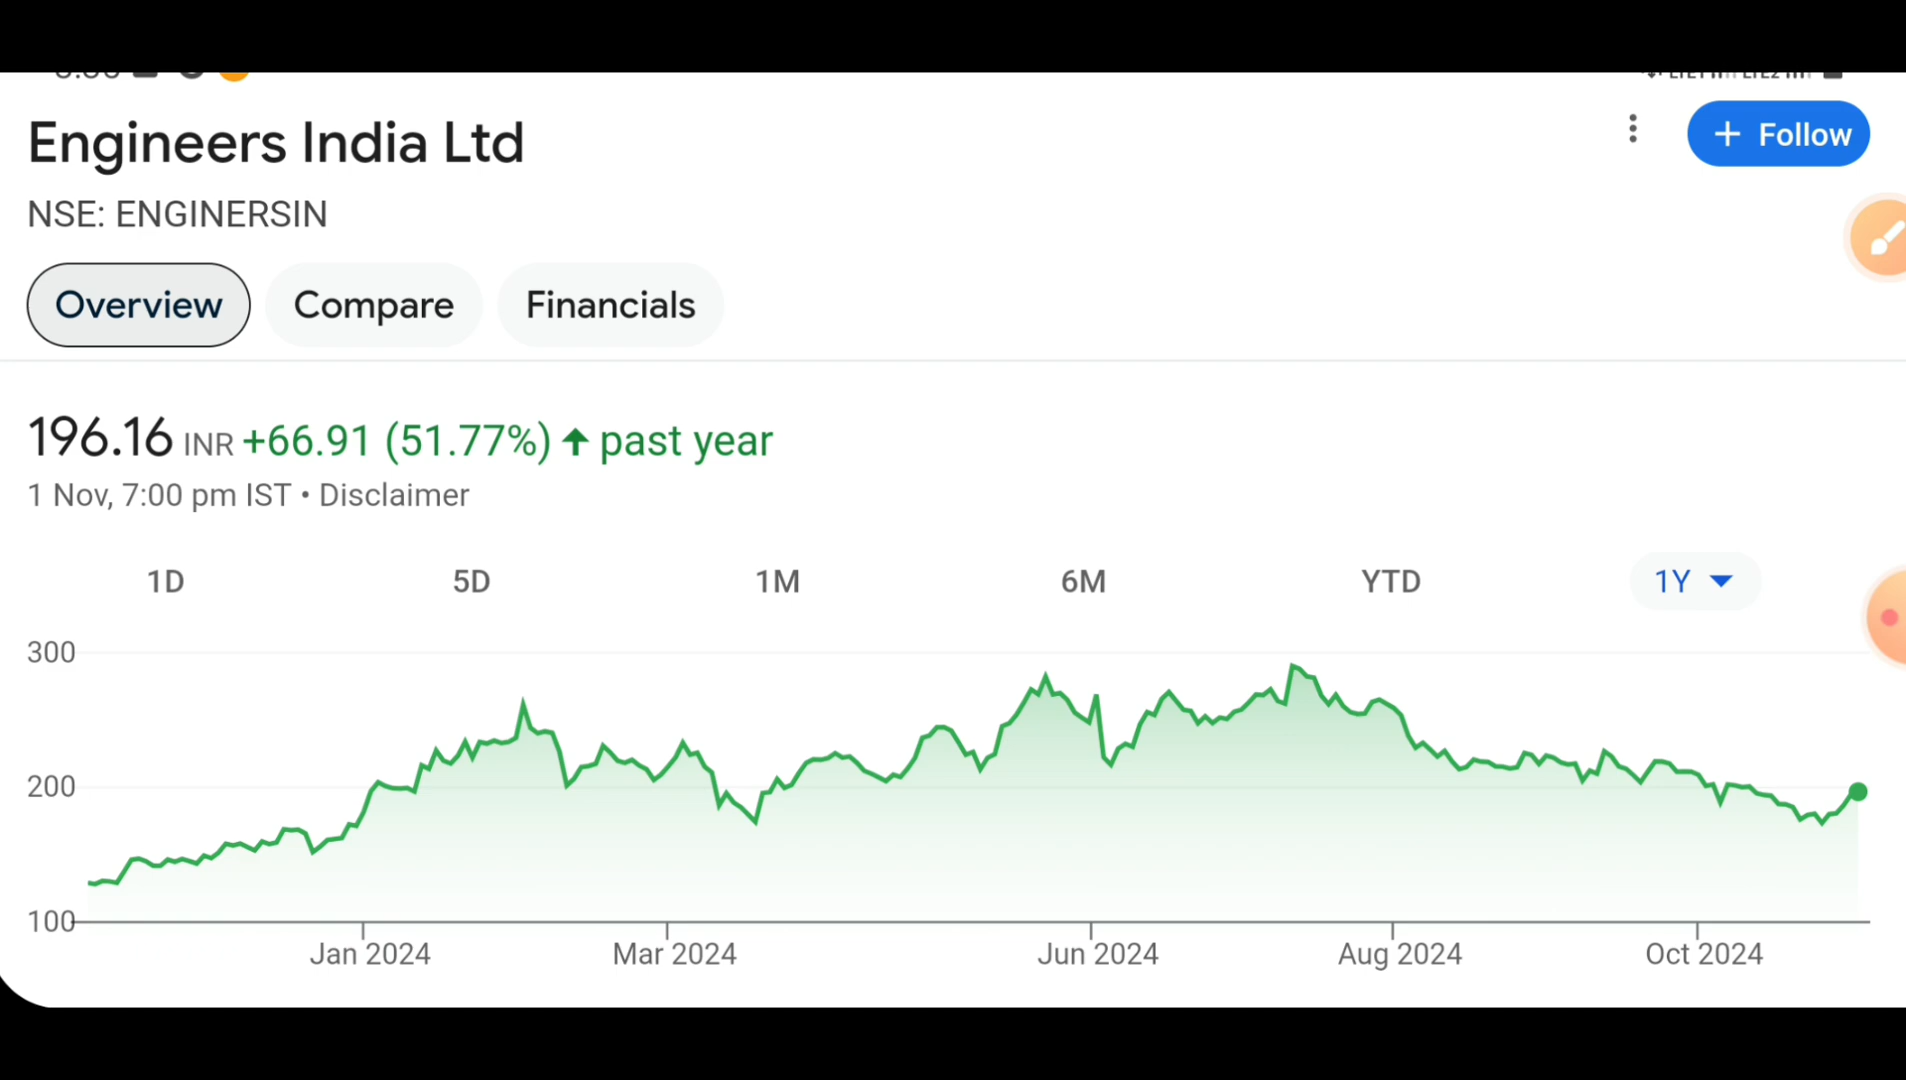 Engineers India Ltd
+ Follow
NSE: ENGINERSIN
Overview
Compare
Financials
196.16 INR +66.91 (51.77%) ↑ past year
1 Nov, 7:00 pm IST • Disclaimer
1D 5D 1M 6M YTD 1Y
300
200
100
Jan 2024 Mar 2024 Jun 2024 Aug 2024 Oct 2024